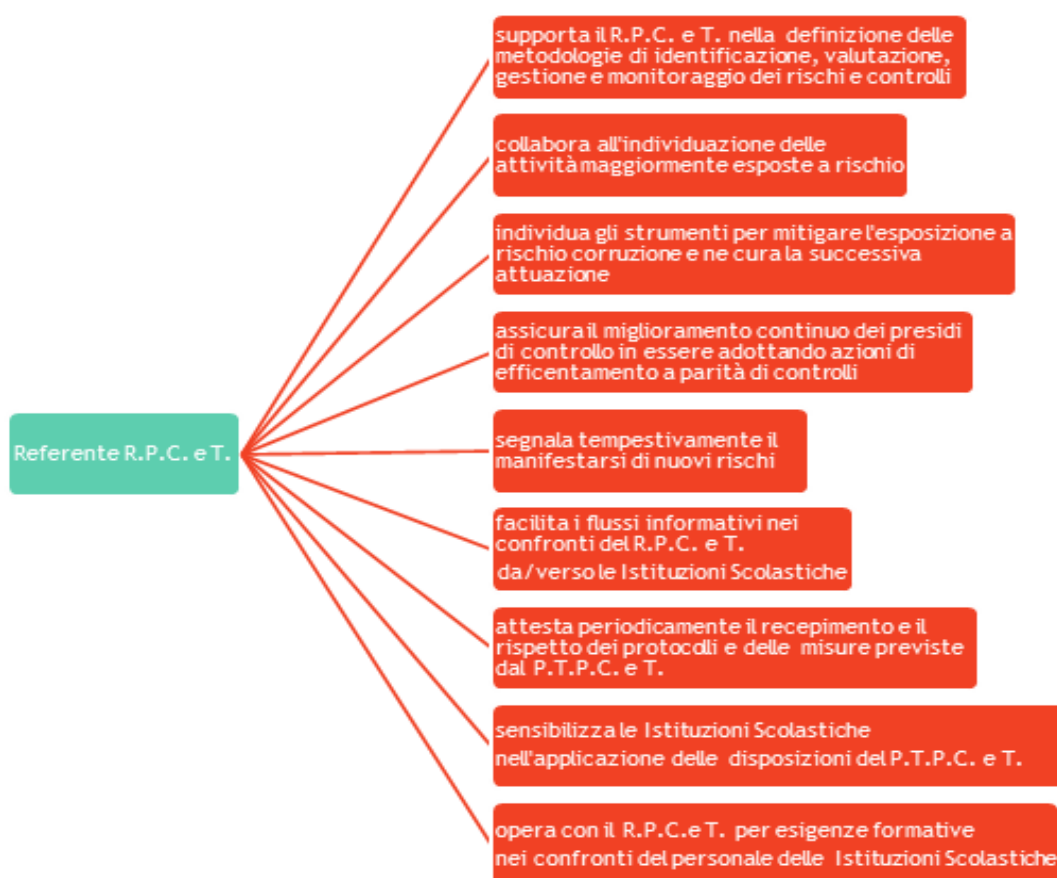 supporta il R.P.C. e T. nella definizione delle
metodologie di identificazione, valutazione,
gestione e monitoraggio dei rischi e controlli
collabora all'individuazione delle
attività maggiormente esposte a rischio
individua gli strumenti per mitigare l'esposizione a
rischio corruzione e ne cura la successiva
attuazione
assicura il miglioramento continuo dei presidi
di controllo in essere adottando azioni di
efficentamento a parità di controlli
Referente R.P.C. e T.
segnala tempestivamente il
manifestarsi di nuovi rischi
facilita i flussi informativi nei
confronti del R.P.C. e T.
da/verso le Istituzioni Scolastiche
attesta periodicamente il recepimento e il
rispetto dei protocolli e delle misure previste
dal P.T.P.C. e T.
sensibilizza le Istituzioni Scolastiche
nell'applicazione delle disposizioni del P.T.P.C. e T.
opera con il R.P.C.e T. per esigenze formative
nei confronti del personale delle Istituzioni Scolastiche